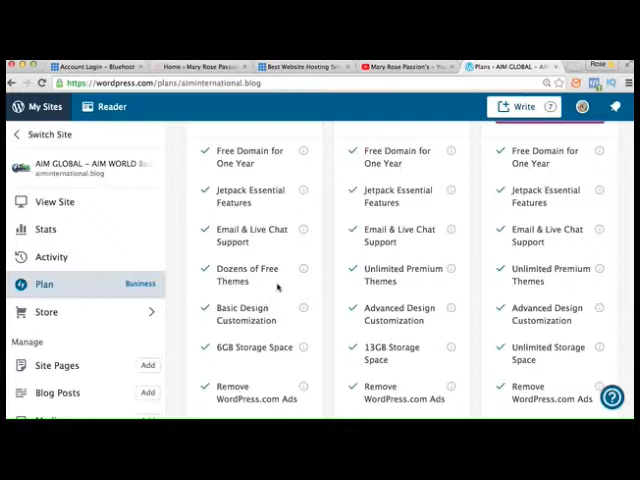 Account Login - Bluehost
Home - Mary Rose Passion
Best Website Hosting Se
Mary Rose Passion's - Yo
Plans - AIM GLOBAL - AIM
Rose
https://wordpress.com/plans/aiminternational.blog
My Sites
Reader
Write 7
Switch Site
AIM GLOBAL - AIM WORLD Bu
aiminternational.blog
View Site
Stats
Activity
Plan Business
Store
Manage
Site Pages Add
Blog Posts Add
Free Domain for
One Year
Jetpack Essential
Features
Email & Live Chat
Support
Dozens of Free
Themes
Basic Design
Customization
6GB Storage Space
Remove
WordPress.com Ads
Free Domain for
One Year
Jetpack Essential
Features
Email & Live Chat
Support
Unlimited Premium
Themes
Advanced Design
Customization
13GB Storage
Space
Remove
WordPress.com Ads
Free Domain for
One Year
Jetpack Essential
Features
Email & Live Chat
Support
Unlimited Premium
Themes
Advanced Design
Customization
Unlimited Storage
Space
Remove
WordPress.com Ads